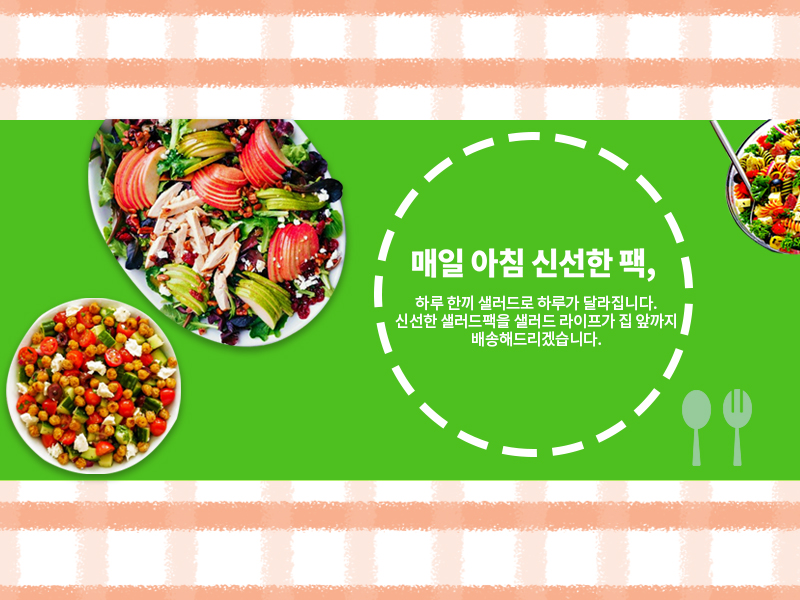 매일 아침 신선한 팩,
하루 한끼 샐러드로 하루가 달라집니다.
신선한 샐러드팩을 샐러드 라이프가 집 앞까지
배송해드리겠습니다.